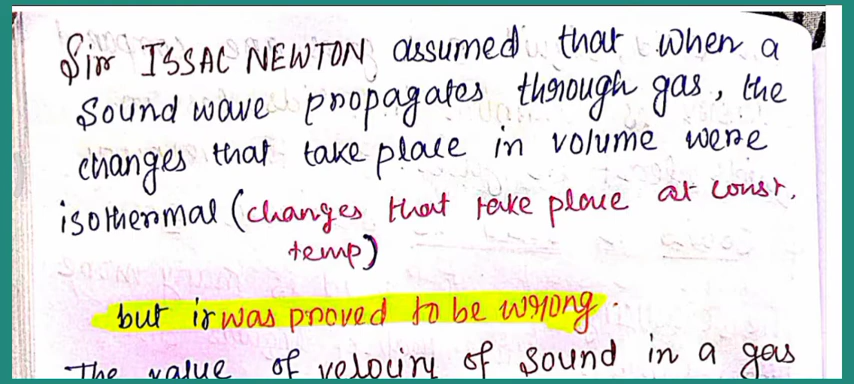 Sir ISSAC NEWTON assumed that when a
sound wave propagates through gas, the
changes that take place in volume were
isothermal (changes that take place at const.
temp)
but it was proved to be wrong.
The value of velocity of sound in a gas